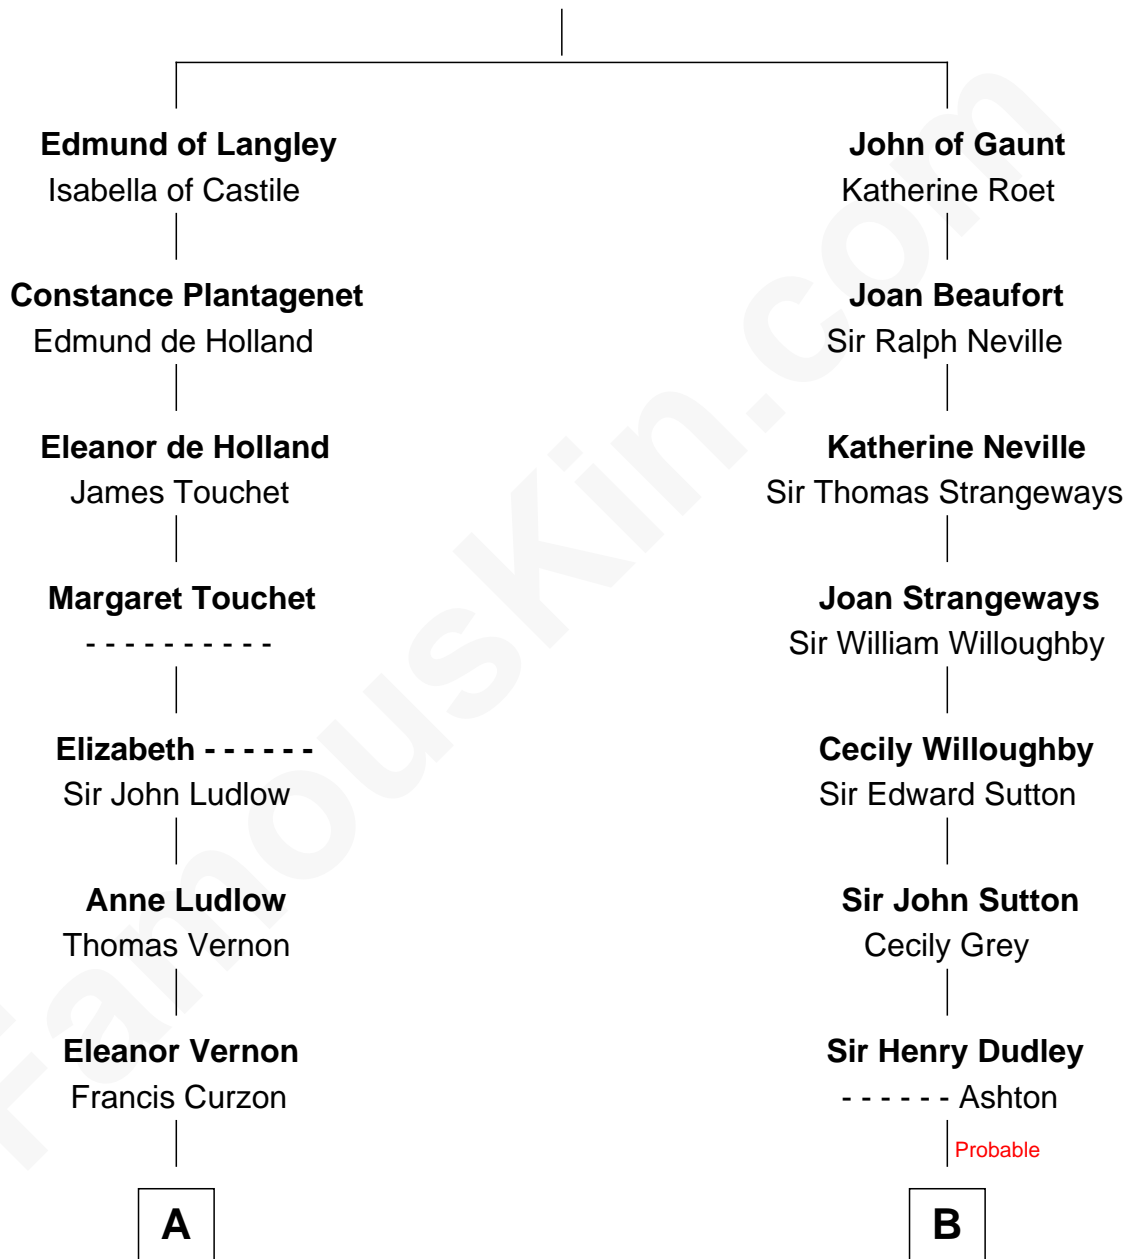 Edmund of Langley
Isabella of Castile
Constance Plantagenet
Edmund de Holland
Eleanor de Holland
James Touchet
Margaret Touchet
- - - - - - - - - -
Elizabeth - - - - - -
Sir John Ludlow
Anne Ludlow
Thomas Vernon
Eleanor Vernon
Francis Curzon
A
John of Gaunt
Katherine Roet
Joan Beaufort
Sir Ralph Neville
Katherine Neville
Sir Thomas Strangeways
Joan Strangeways
Sir William Willoughby
Cecily Willoughby
Sir Edward Sutton
Sir John Sutton
Cecily Grey
Sir Henry Dudley
- - - - - - Ashton
Probable
B
FamousKin.com